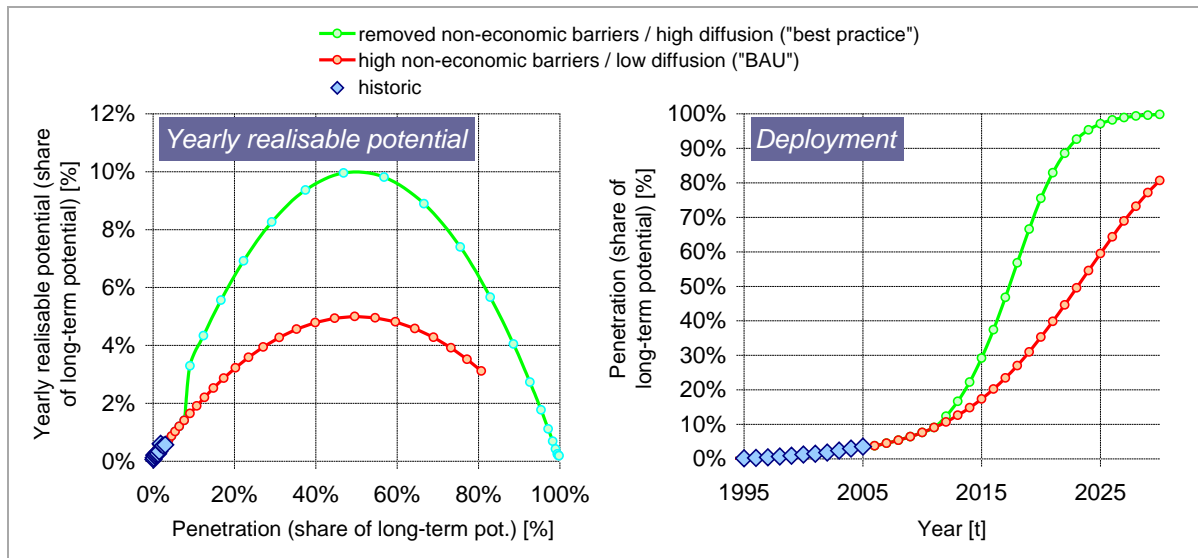 removed non-economic barriers / high diffusion ("best practice")
high non-economic barriers / low diffusion ("BAU")
historic
Yearly realisable potential
Yearly realisable potential (share
of long-term potential) [%]
12%
10%
8%
6%
4%
2%
0%
0%
20%
40%
60%
80%
100%
Penetration (share of long-term pot.) [%]
Deployment
Penetration (share of
long-term potential) [%]
100%
90%
80%
70%
60%
50%
40%
30%
20%
10%
0%
1995
2005
2015
2025
Year [t]